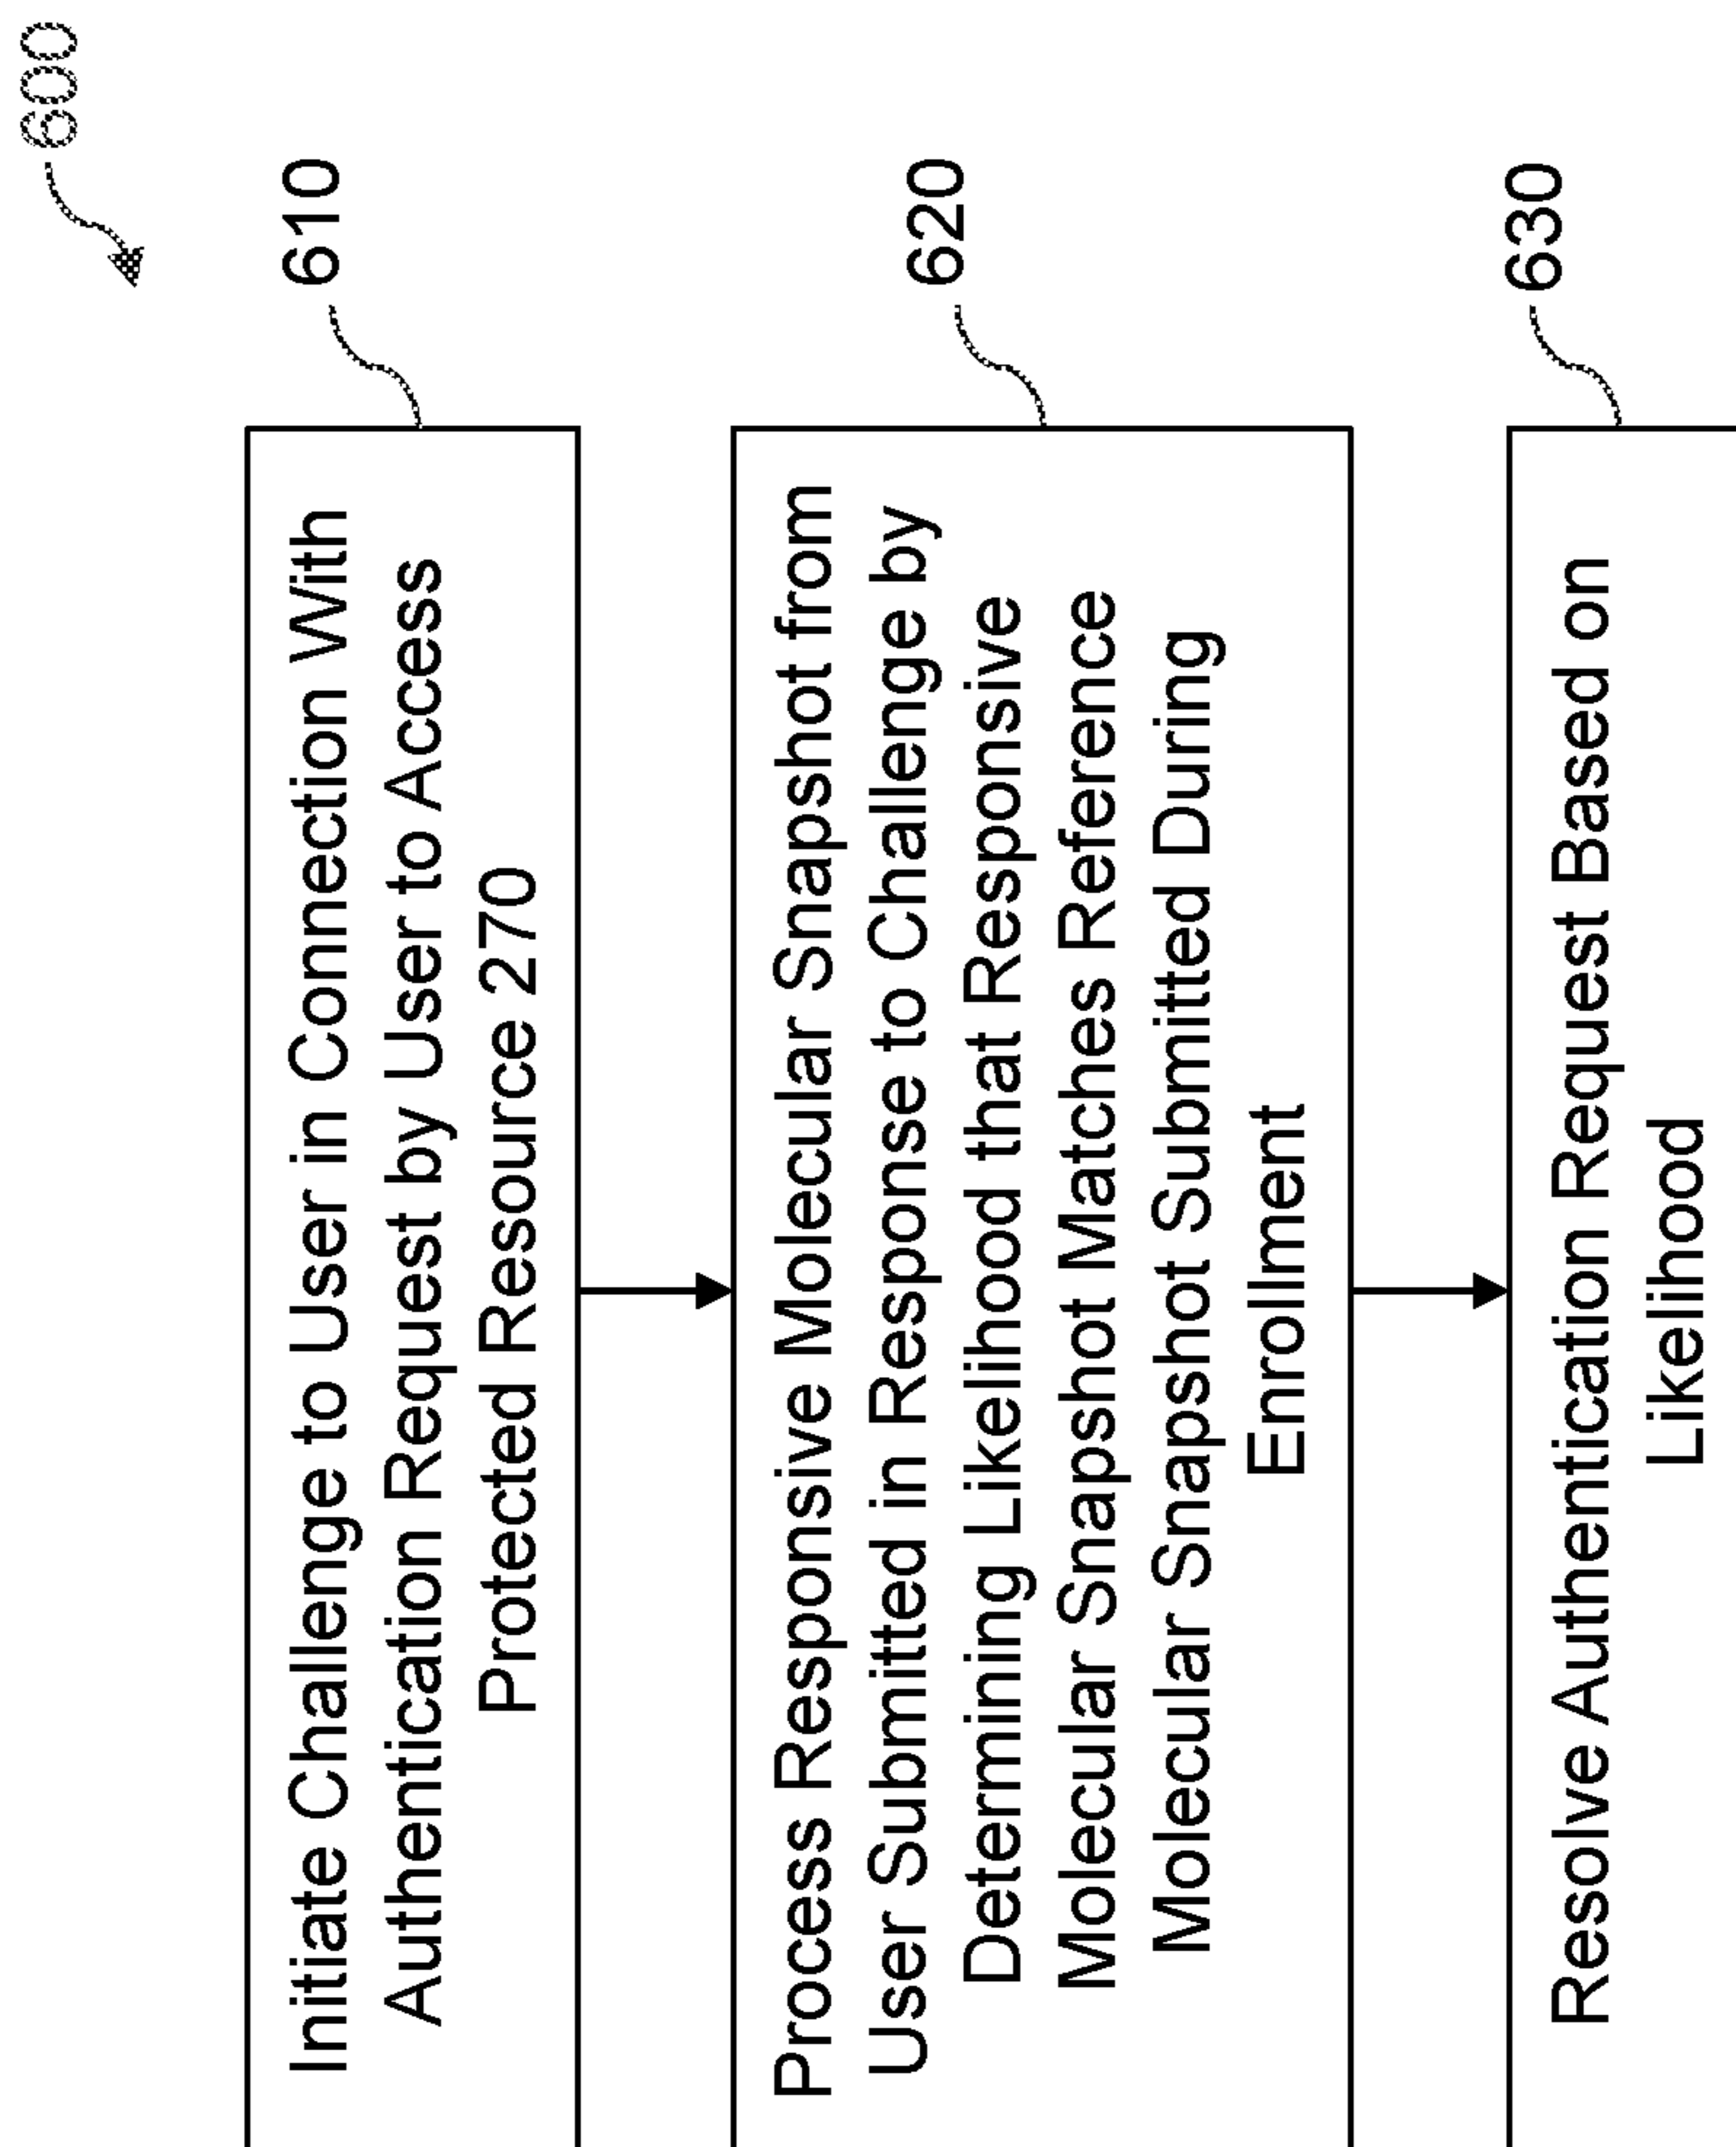 600
610
Initiate Challenge to User in Connection With
Authentication Request by User to Access
Protected Resource 270
620
Process Responsive Molecular Snapshot from
User Submitted in Response to Challenge by
Determining Likelihood that Responsive
Molecular Snapshot Matches Reference
Molecular Snapshot Submitted During
Enrollment
630
Resolve Authentication Request Based on
Likelihood